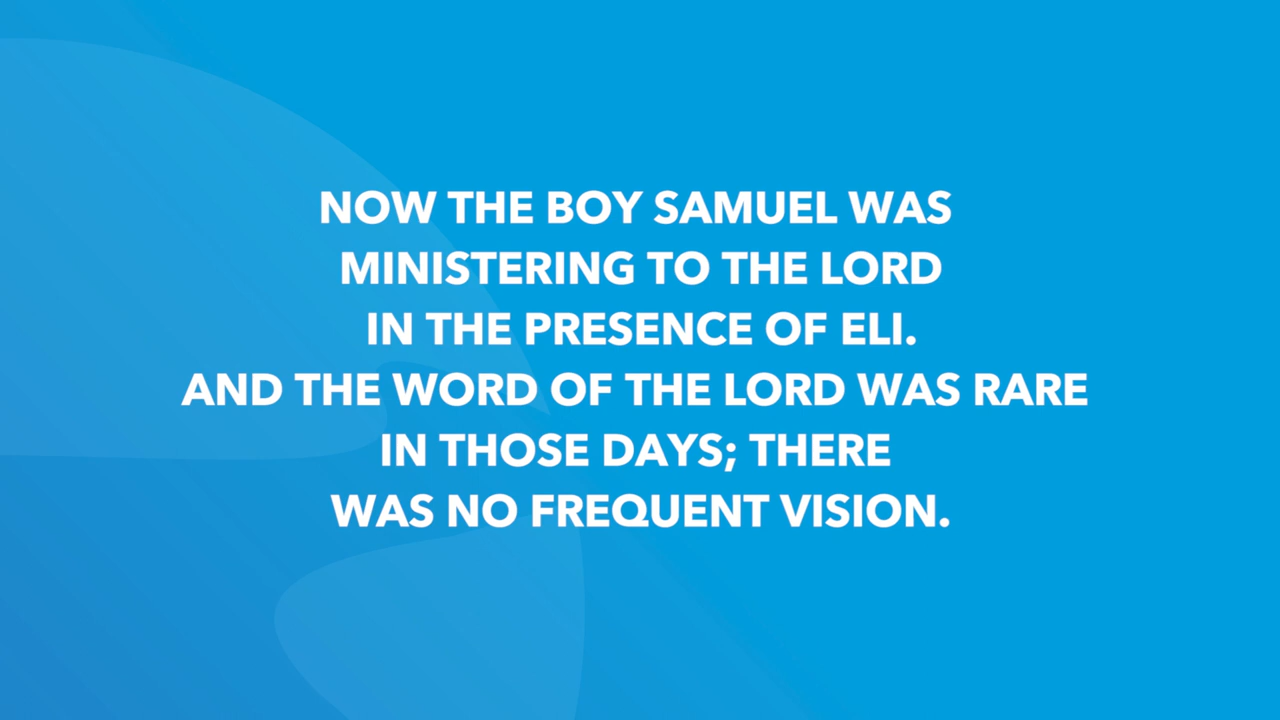 NOW THE BOY SAMUEL WAS
MINISTERING TO THE LORD
IN THE PRESENCE OF ELI.
AND THE WORD OF THE LORD WAS RARE
IN THOSE DAYS; THERE
WAS NO FREQUENT VISION.